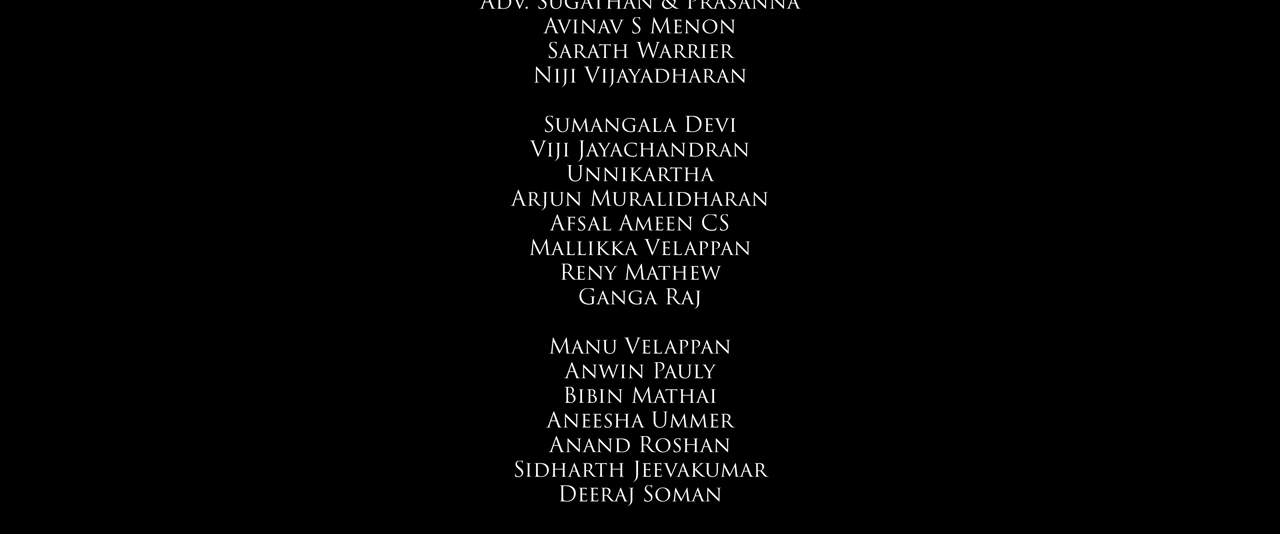 Adv. Sugathan & Prasanna
Avinav S Menon
Sarath Warrier
Niji Vijayadharan
Sumangala Devi
Viji Jayachandran
Unnikartha
Arjun Muralidharan
Afsal Ameen CS
Mallikka Velappan
Reny Mathew
Ganga Raj
Manu Velappan
Anwin Pauly
Bibin Mathai
Aneesha Ummer
Anand Roshan
Sidharth Jeevakumar
Deeraj Soman